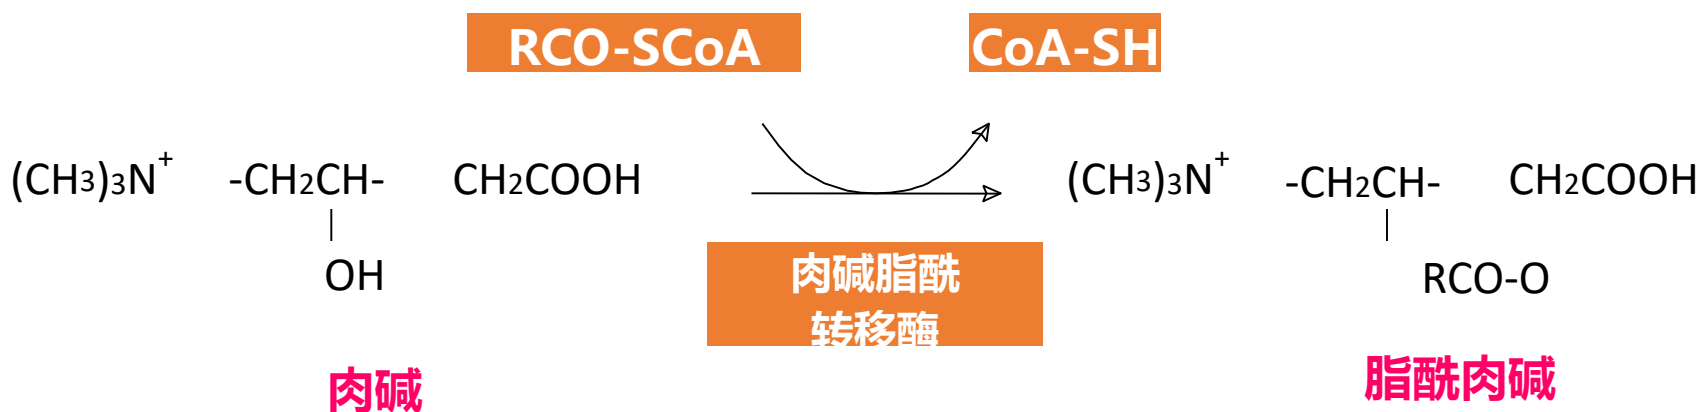 RCO-SCoA CoA-SH
(CH3)3N+ -CH2CH- CH2COOH (CH3)3N+ -CH2CH- CH2COOH
OH RCO-O
肉碱脂酰
转移酶
肉碱 脂酰肉碱